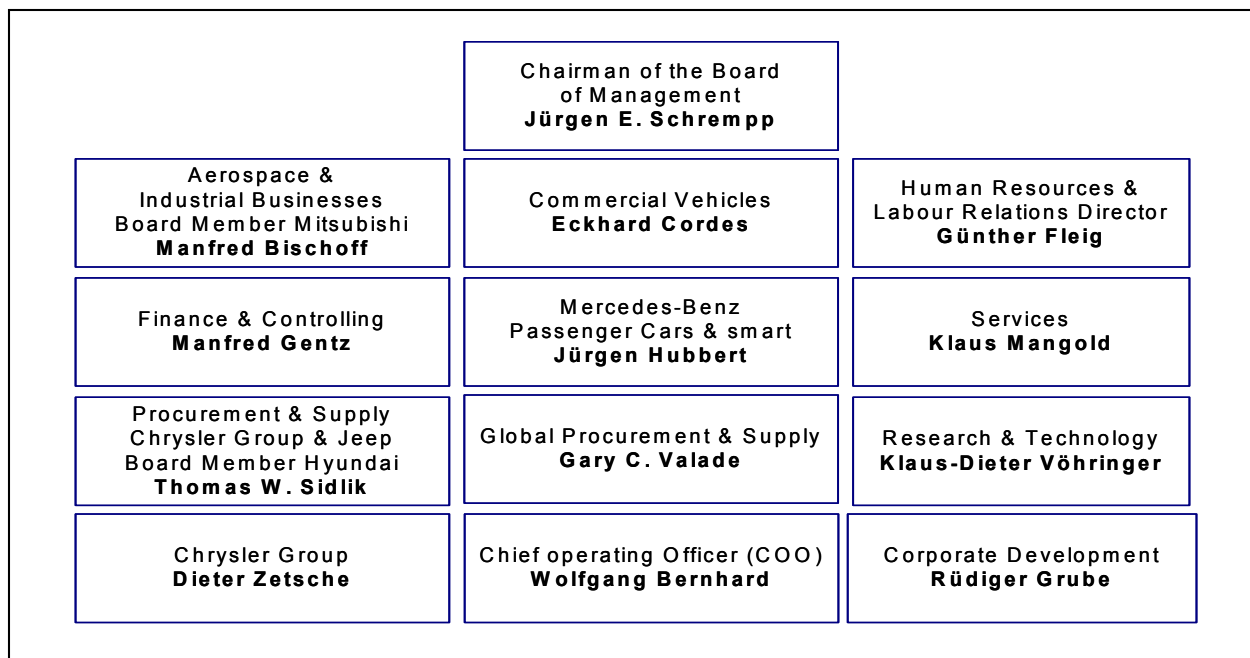 Chairman of the Board
of Management
Jürgen E. Schrempp
Aerospace &
Industrial Businesses
Board Member Mitsubishi
Manfred Bischoff
Commercial Vehicles
Eckhard Cordes
Human Resources &
Labour Relations Director
Günther Fleig
Finance & Controlling
Manfred Gentz
Mercedes-Benz
Passenger Cars & smart
Jürgen Hubbert
Services
Klaus Mangold
Procurement & Supply
Chrysler Group & Jeep
Board Member Hyundai
Thomas W. Sidlik
Global Procurement & Supply
Gary C. Valade
Research & Technology
Klaus-Dieter Vöhringer
Chrysler Group
Dieter Zetsche
Chief operating Officer (COO)
Wolfgang Bernhard
Corporate Development
Rüdiger Grube